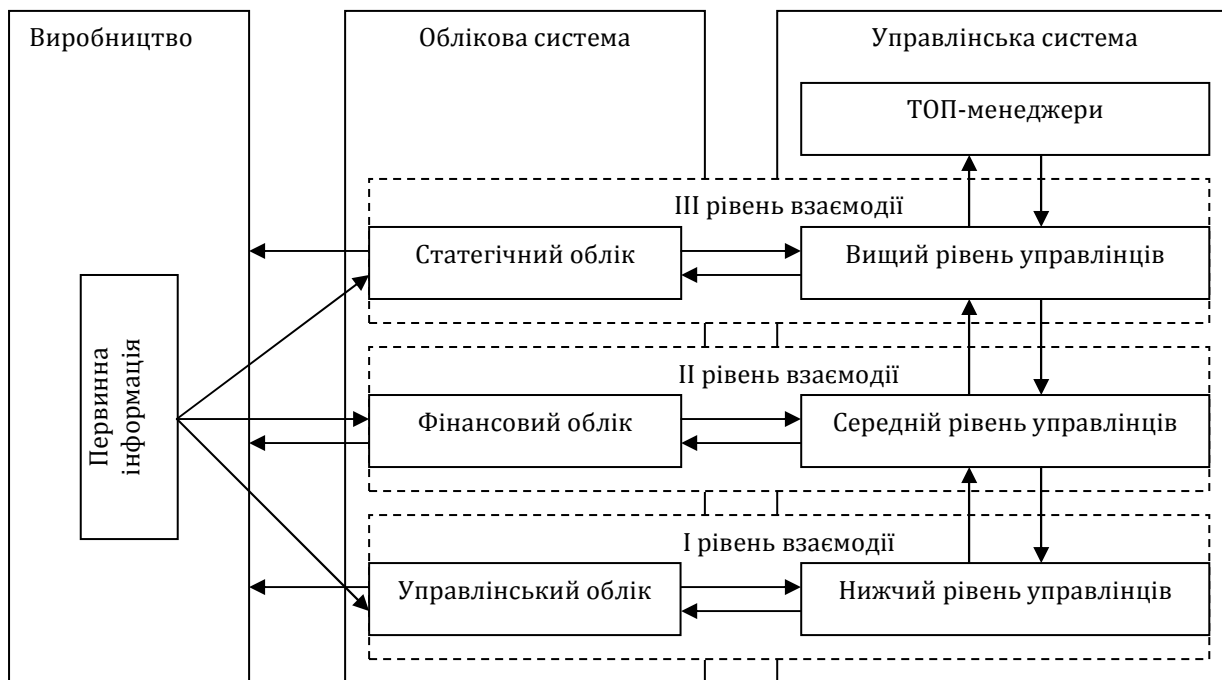 Виробництво
Облікова система
Управлінська система
ТОП-менеджери
III рівень взаємодії
Статегічний облік
Вищий рівень управлінців
Первинна
інформація
II рівень взаємодії
Фінансовий облік
Середній рівень управлінців
I рівень взаємодії
Управлінський облік
Нижчий рівень управлінців